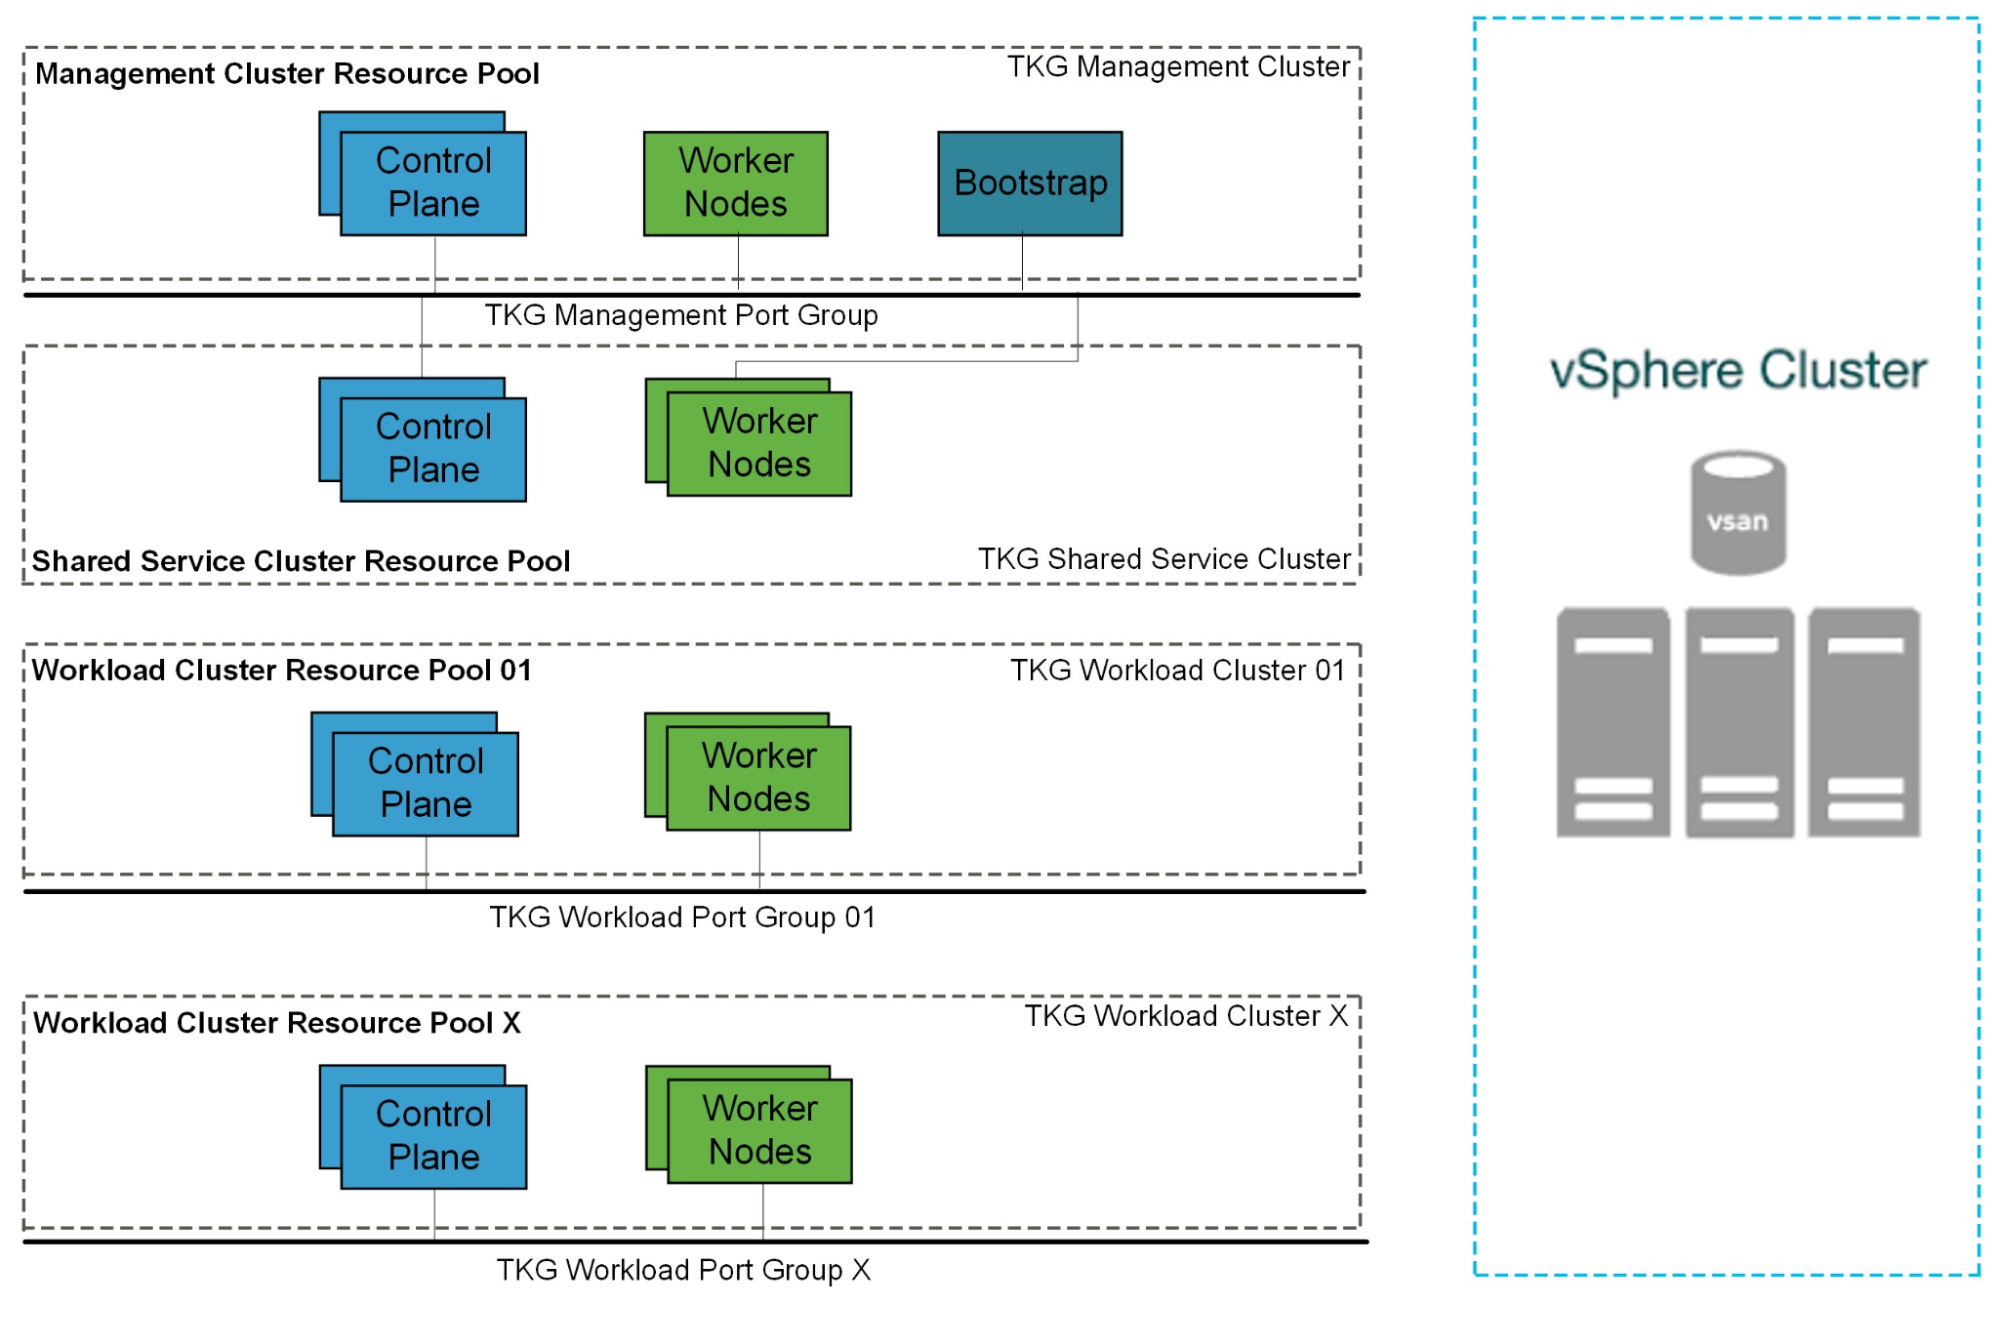 Management Cluster Resource Pool
TKG Management Cluster
Control
Plane
Worker
Nodes
Bootstrap
TKG Management Port Group
Control
Plane
Worker
Nodes
Shared Service Cluster Resource Pool
TKG Shared Service Cluster
Workload Cluster Resource Pool 01
TKG Workload Cluster 01
Control
Plane
Worker
Nodes
TKG Workload Port Group 01
Workload Cluster Resource Pool X
TKG Workload Cluster X
Control
Plane
Worker
Nodes
TKG Workload Port Group X
vSphere Cluster
vsan